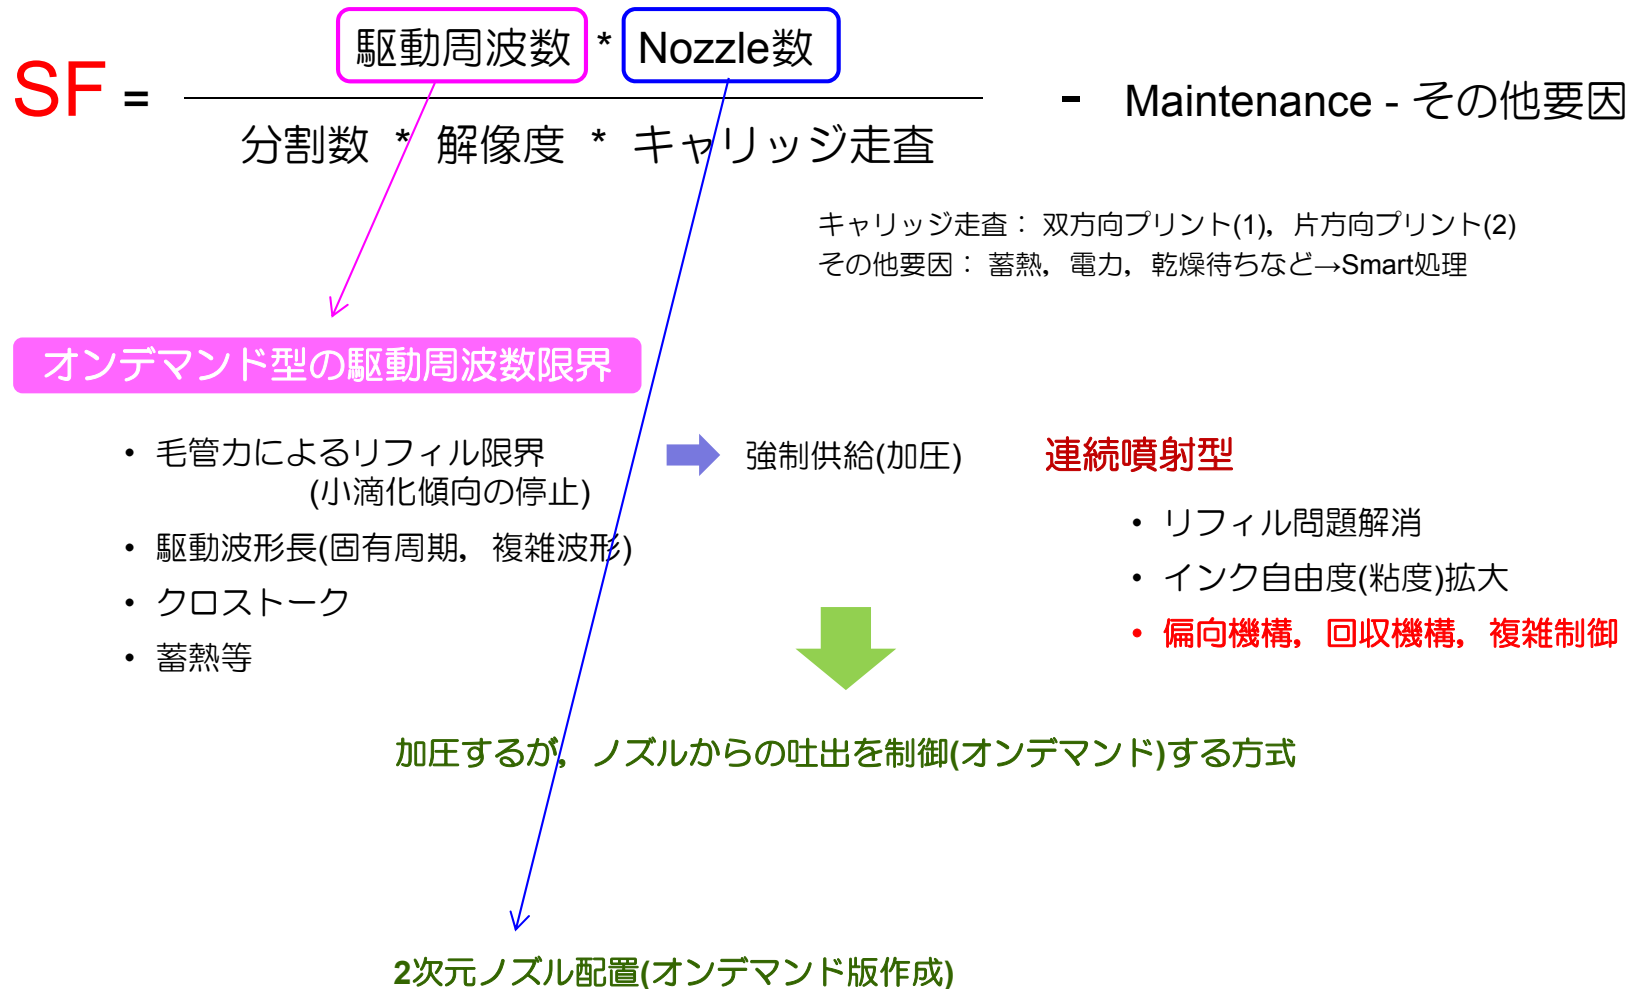 駆動周波数 * Nozzle数
SF = - Maintenance - その他要因
分割数 * 解像度 * キャリッジ走査
キャリッジ走査： 双方向プリント(1)，片方向プリント(2)
その他要因： 蓄熱，電力，乾燥待ちなど→Smart処理
オンデマンド型の駆動周波数限界
• 毛管力によるリフィル限界
(小滴化傾向の停止)
• 駆動波形長(固有周期，複雑波形)
• クロストーク
• 蓄熱等
強制供給(加圧)
連続噴射型
• リフィル問題解消
• インク自由度(粘度)拡大
• 偏向機構，回収機構，複雑制御
加圧するが，ノズルからの吐出を制御(オンデマンド)する方式
2次元ノズル配置(オンデマンド版作成)